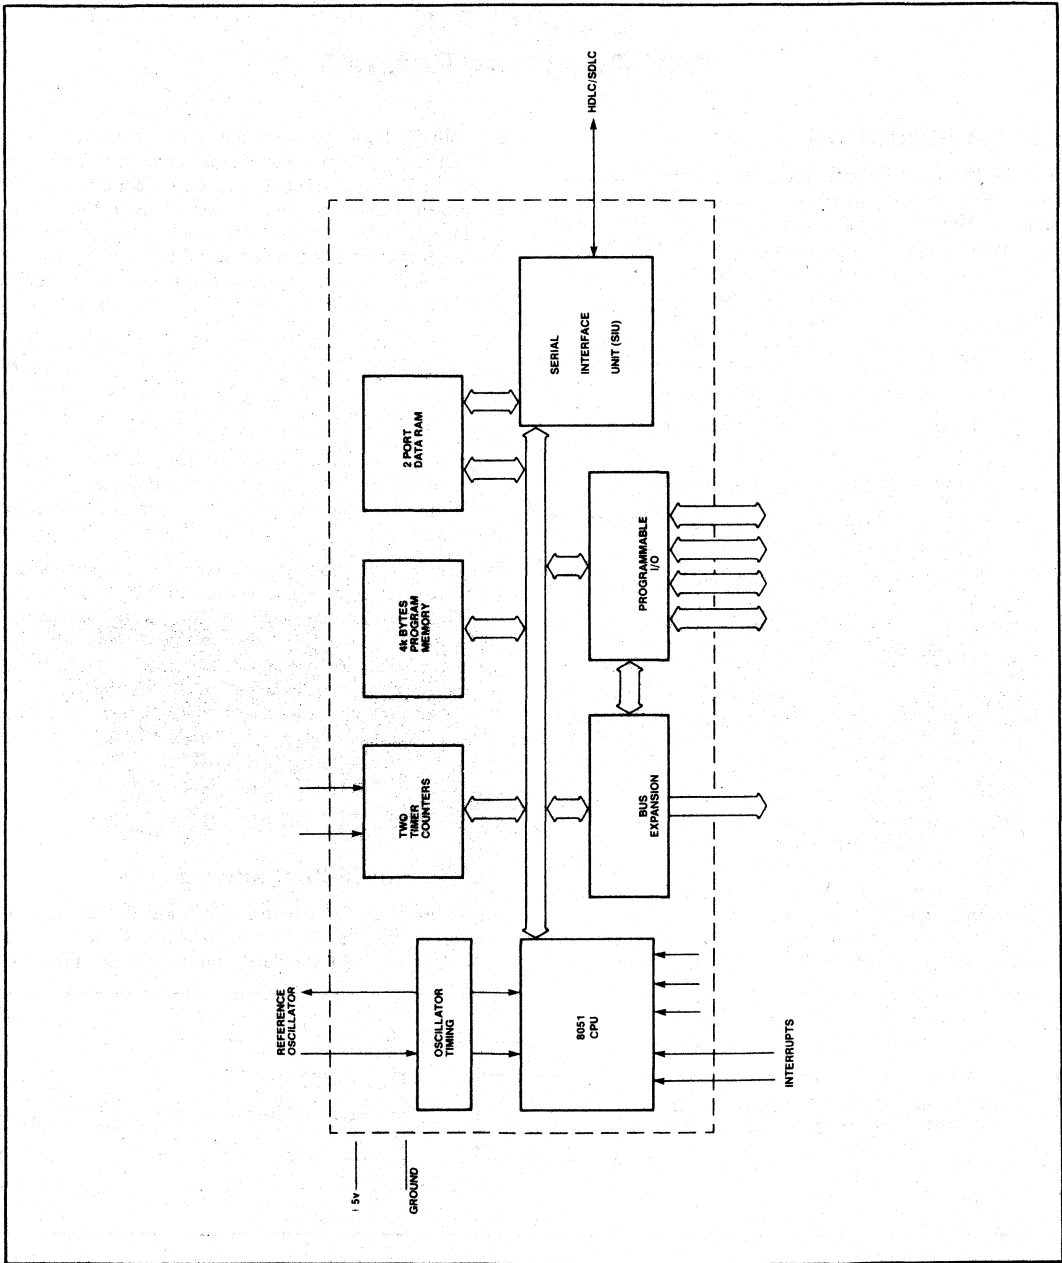 REFERENCE
OSCILLATOR
5v
GROUND
OSCILLATOR
TIMING
TWO
TIMER
COUNTERS
4k BYTES
PROGRAM
MEMORY
2 PORT
DATA RAM
8051
CPU
BUS
EXPANSION
PROGRAMMABLE
I/O
SERIAL
INTERFACE
UNIT (SIU)
HDLC/SDLC
INTERRUPTS